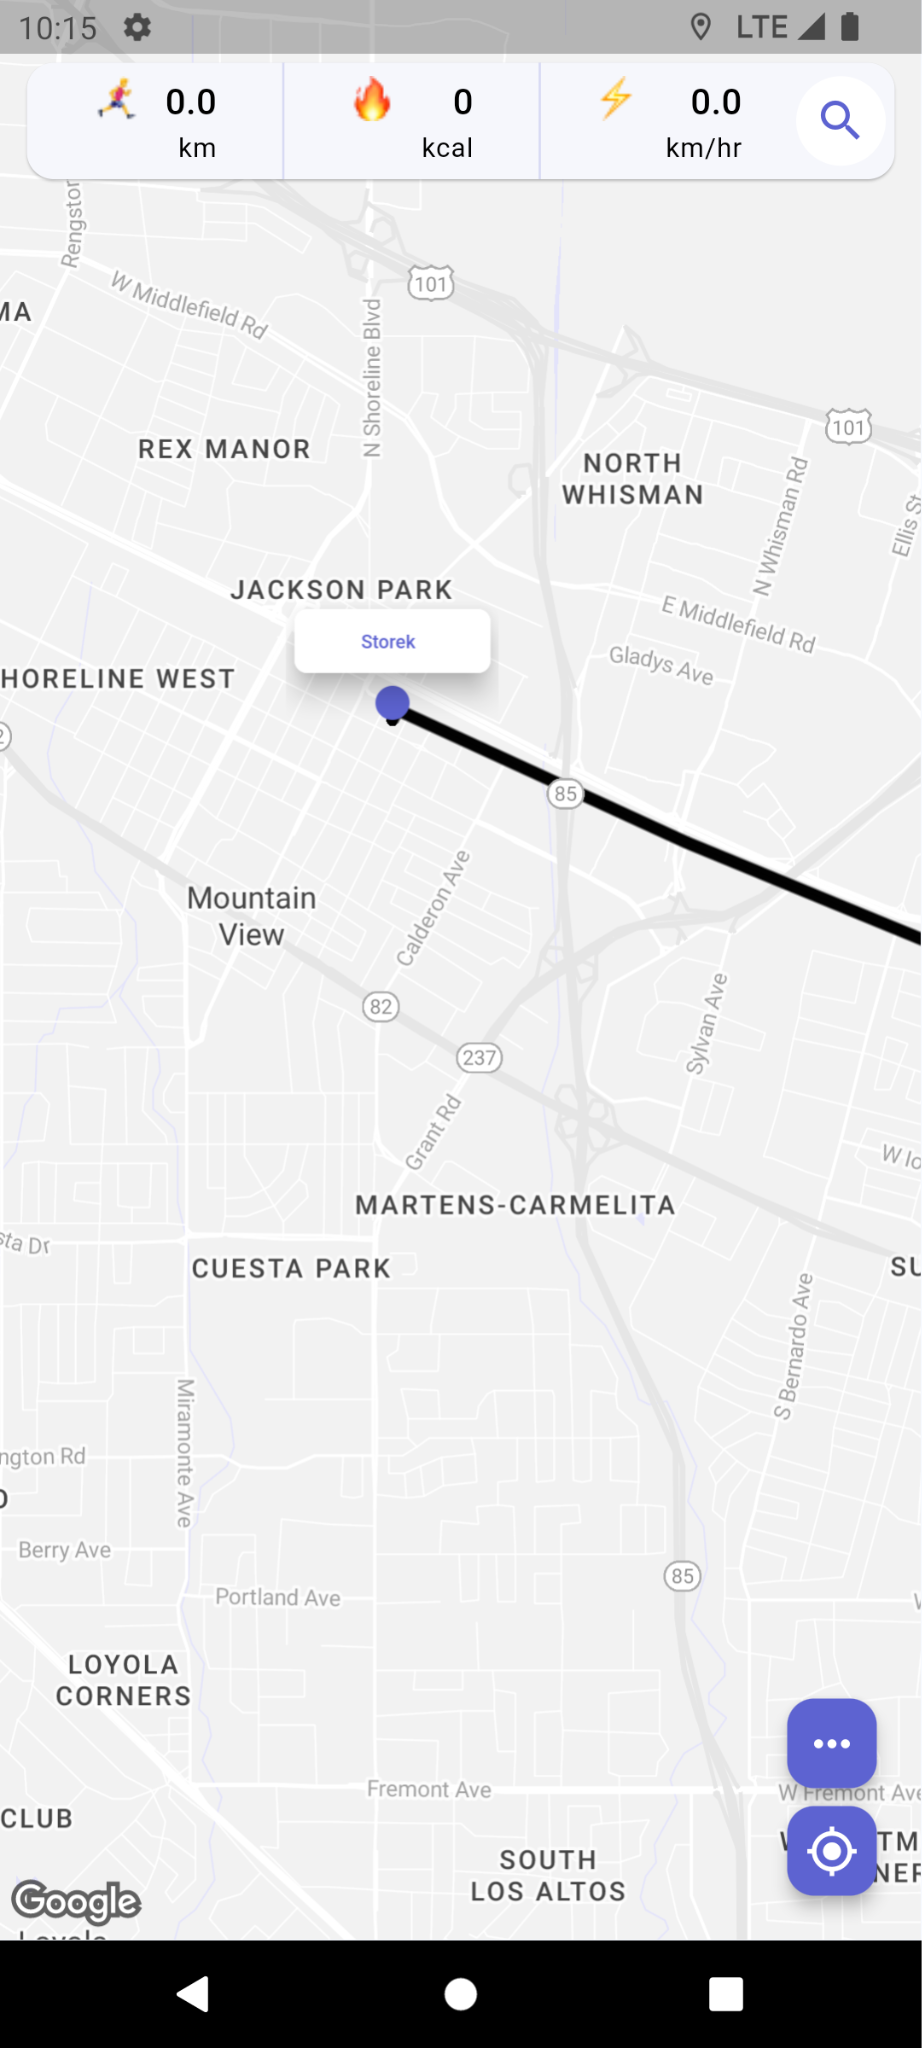 10:15
LTE
0.0
km
0
kcal
0.0
km/hr
Rengstor
W Middlefield Rd
101
MA
N Shoreline Blvd
101
REX MANOR
NORTH
WHISMAN
N Whisman Rd
Ellis St
JACKSON PARK
E Middlefield Rd
Storek
Gladys Ave
HORELINE WEST
2
85
Mountain
View
Calderon Ave
82
Sylvan Ave
237
Grant Rd
W Io
MARTENS-CARMELITA
sta Dr
CUESTA PARK
SU
S Bernardo Ave
Miramonte Ave
ngton Rd
O
Berry Ave
85
Portland Ave
W
LOYOLA
CORNERS
Fremont Ave
W Fremont Ave
CLUB
W
TM
NER
SOUTH
LOS ALTOS
Google
Loyola